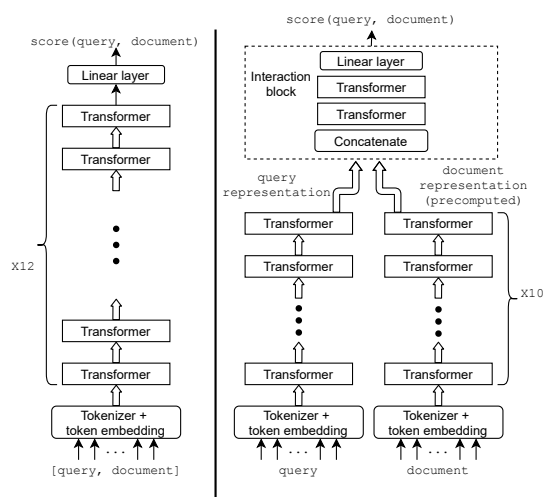 score(query, document)
Linear layer
Transformer
Transformer
X12
Transformer
Transformer
Tokenizer +
token embedding
...
[query, document]
score(query, document)
Interaction
block
Linear layer
Transformer
Transformer
Concatenate
query
representation
document
representation
(precomputed)
Transformer
Transformer
Transformer
Transformer
X10
Transformer
Transformer
Tokenizer +
token embedding
Tokenizer +
token embedding
...
...
query
document